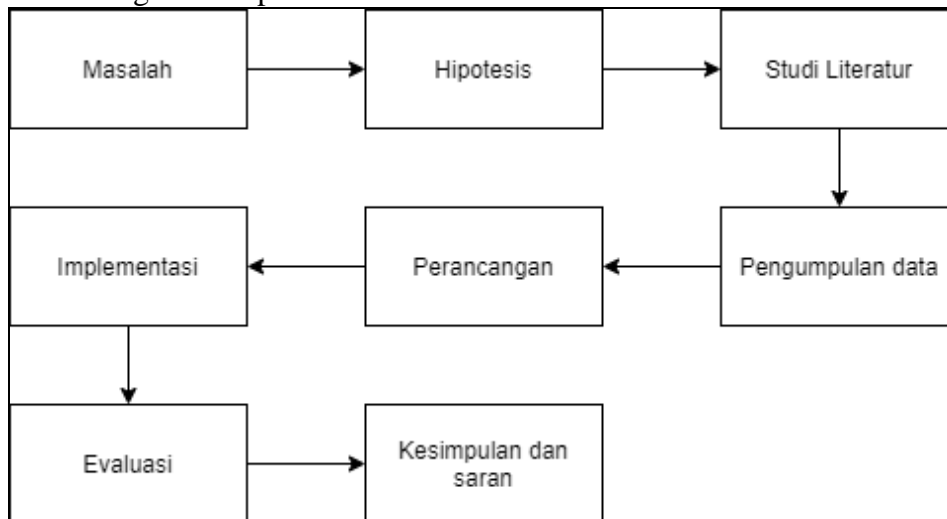 Masalah
Hipotesis
Studi Literatur
Implementasi
Perancangan
Pengumpulan data
Evaluasi
Kesimpulan dan
saran